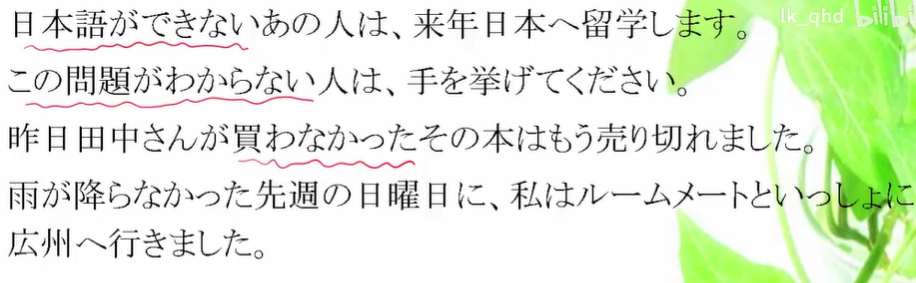 lk_qhd bilibili
日本語ができないあの人は、来年日本へ留学します。
この問題がわからない人は、手を挙げてください。
昨日田中さんが買わなかったその本はもう売り切れました。
雨が降らなかった先週の日曜日に、私はルームメートといっしょに
広州へ行きました。